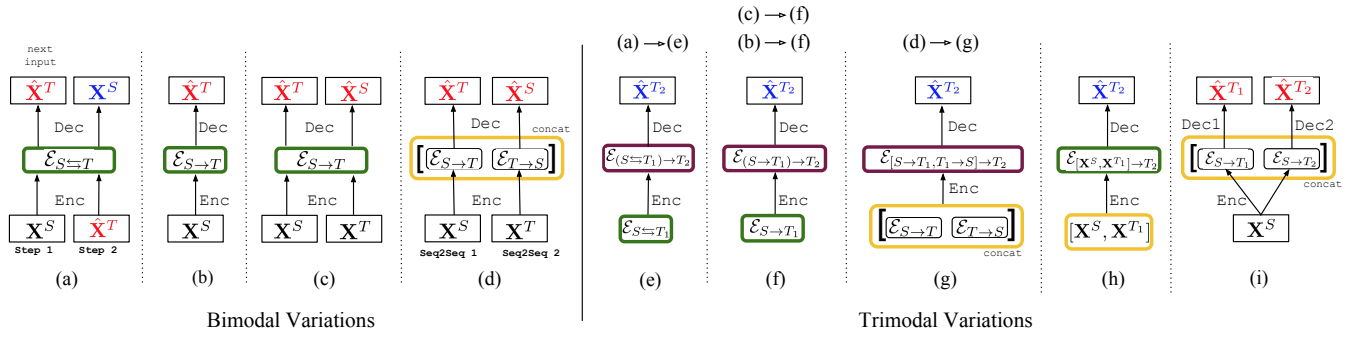 (c) → (f)
(a) → (e) (b) → (f) (d) → (g)
next
input
X̂^T X^S X̂^T X̂^T X̂^S X̂^T X̂^S X̂^{T_2} X̂^{T_2} X̂^{T_2} X̂^{T_2} X̂^{T_1} X̂^{T_2}
Dec Dec Dec Dec concat Dec Dec Dec Dec Dec1 Dec2
ℰ_{S⇆T} ℰ_{S→T} ℰ_{S→T} [ℰ_{S→T} ℰ_{T→S}] ℰ_{(S⇆T_1)→T_2} ℰ_{(S→T_1)→T_2} ℰ_{[S→T_1,T_1→S]→T_2} ℰ_{[X^S,X^{T_1}]→T_2} [ℰ_{S→T_1} ℰ_{S→T_2}]
concat
Enc Enc Enc Enc Enc Enc Enc Enc Enc
X^S X̂^T X^S X^S X^T X^S X^T ℰ_{S⇆T_1} ℰ_{S→T_1} [ℰ_{S→T} ℰ_{T→S}] [X^S, X^{T_1}] X^S
Step 1 Step 2 Seq2Seq 1 Seq2Seq 2 concat
(a) (b) (c) (d) (e) (f) (g) (h) (i)
Bimodal Variations Trimodal Variations